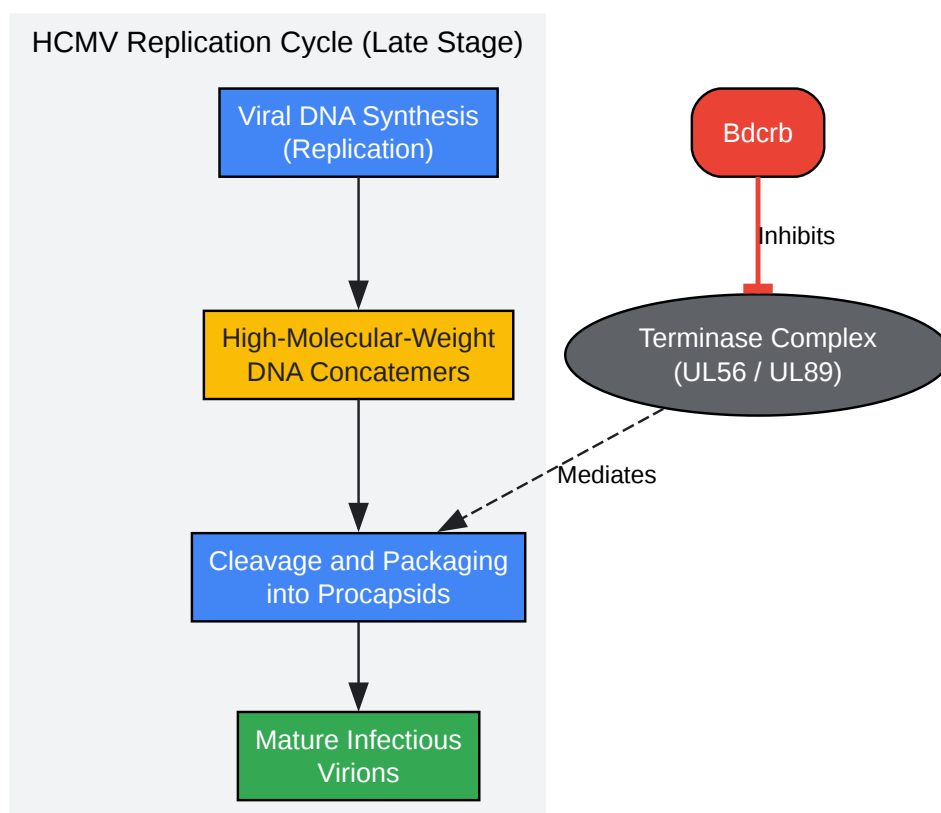 HCMV Replication Cycle (Late Stage)
Viral DNA Synthesis
(Replication)
Bdcrb
Inhibits
High-Molecular-Weight
DNA Concatemers
Terminase Complex
(UL56 / UL89)
Mediates
Cleavage and Packaging
into Procapsids
Mature Infectious
Virions